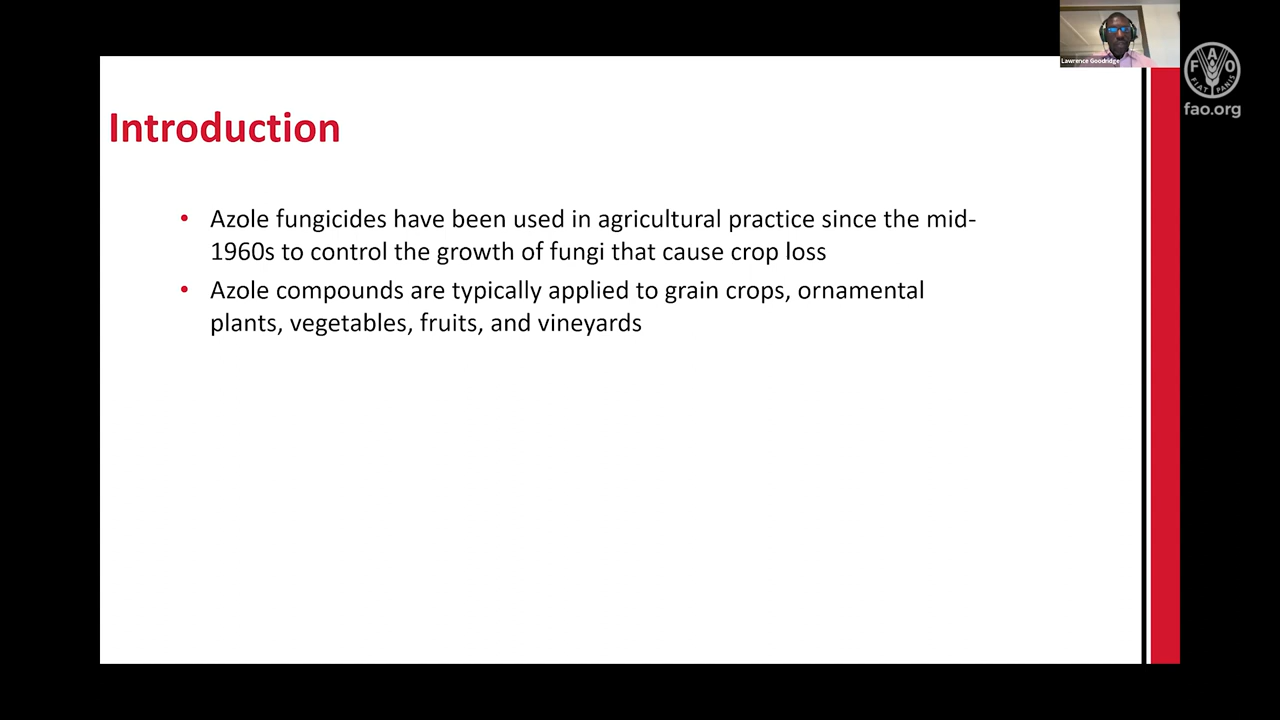 Lawrence Goodridge
F A O
FIAT PANIS
fao.org
Introduction
• Azole fungicides have been used in agricultural practice since the mid-
1960s to control the growth of fungi that cause crop loss
• Azole compounds are typically applied to grain crops, ornamental
plants, vegetables, fruits, and vineyards